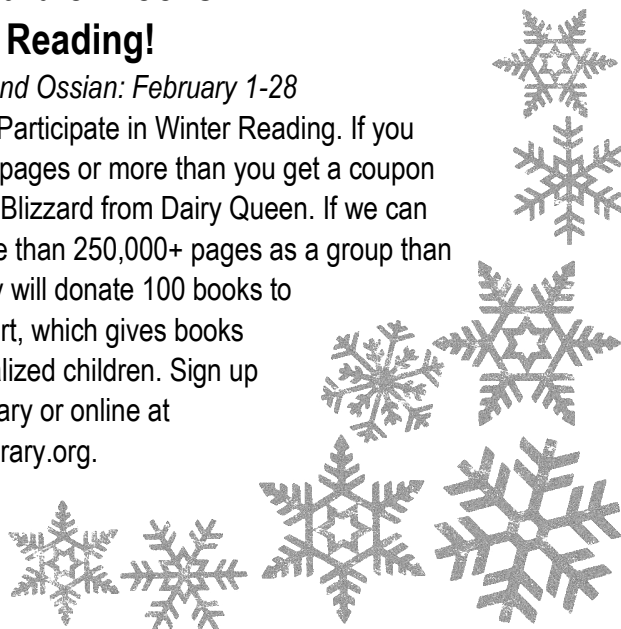 Reading!
nd Ossian: February 1-28
Participate in Winter Reading. If you
pages or more than you get a coupon
Blizzard from Dairy Queen. If we can
e than 250,000+ pages as a group than
y will donate 100 books to
rt, which gives books
lized children. Sign up
ary or online at
rary.org.